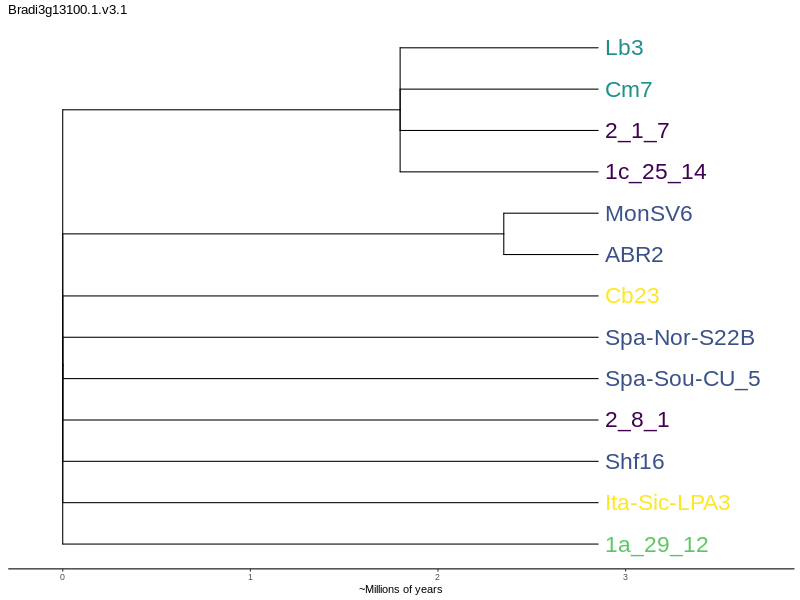 Bradi3g13100.1.v3.1
Lb3
Cm7
2_1_7
1c_25_14
MonSV6
ABR2
Cb23
Spa-Nor-S22B
Spa-Sou-CU_5
2_8_1
Shf16
Ita-Sic-LPA3
1a_29_12
0 1 2 3
~Millions of years